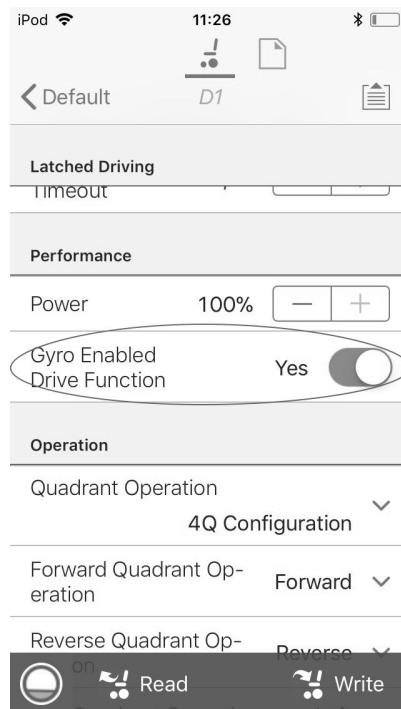 iPod 11:26
Default D1
Latched Driving
Timeout
Performance
Power 100% − +
Gyro Enabled
Drive Function Yes
Operation
Quadrant Operation
4Q Configuration
Forward Quadrant Op-
eration Forward
Reverse Quadrant Op-
on Reverse
Read Write